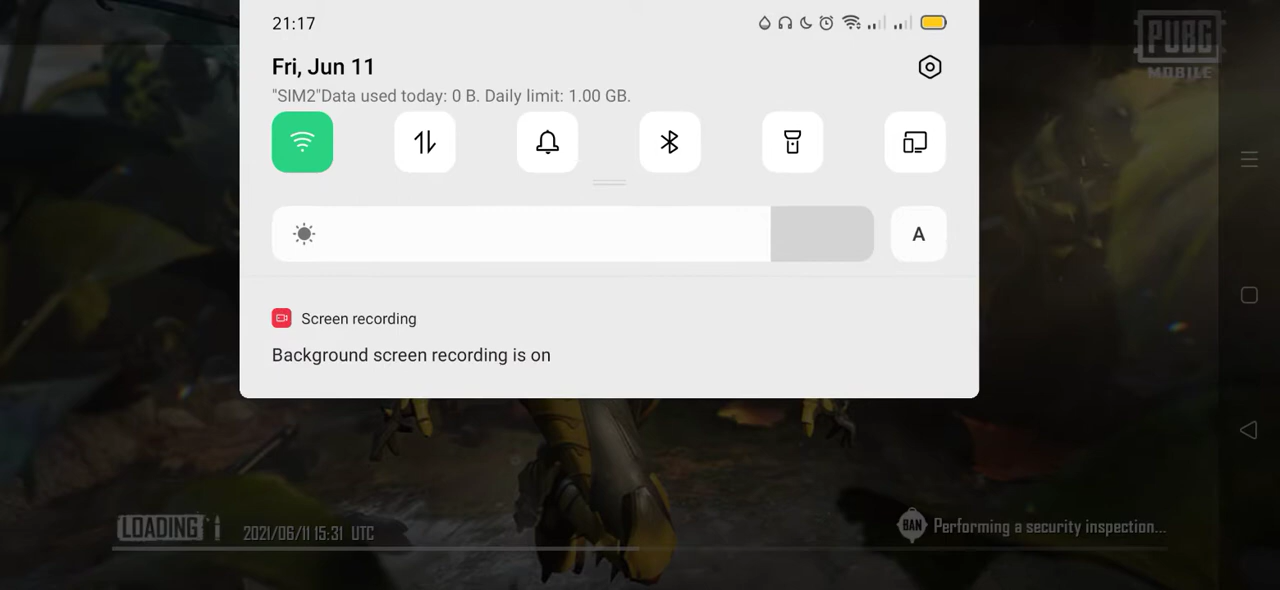 21:17
PUBG
MOBILE
Fri, Jun 11
"SIM2"Data used today: 0 B. Daily limit: 1.00 GB.
A
Screen recording
Background screen recording is on
LOADING
2021/06/11 15:31 UTC
BAN
Performing a security inspection...